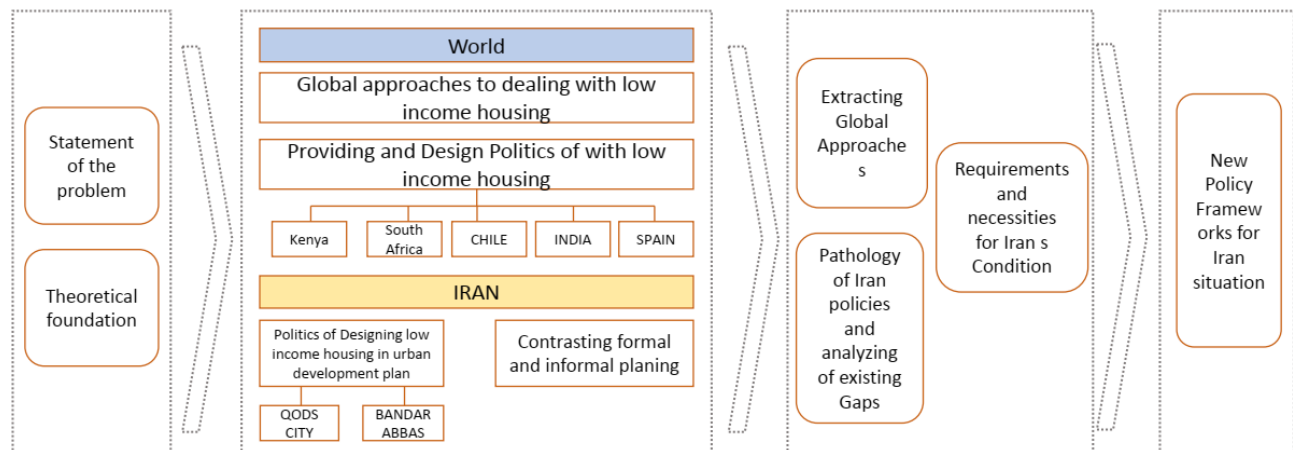 Statement
of the
problem
Theoretical
foundation
World
Global approaches to dealing with low
income housing
Providing and Design Politics of with low
income housing
Kenya
South
Africa
CHILE
INDIA
SPAIN
IRAN
Politics of Designing low
income housing in urban
development plan
Contrasting formal
and informal planing
QODS
CITY
BANDAR
ABBAS
Extracting
Global
Approache
s
Pathology
of Iran
policies
and
analyzing
of existing
Gaps
Requirements
and
necessities
for Iran s
Condition
New
Policy
Framew
orks for
Iran
situation